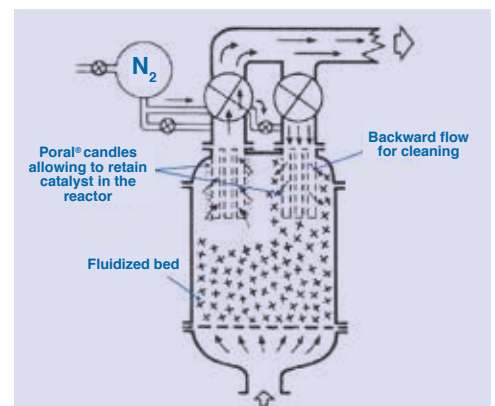 N2
Poral® candles
allowing to retain
catalyst in the
reactor
Backward flow
for cleaning
Fluidized bed